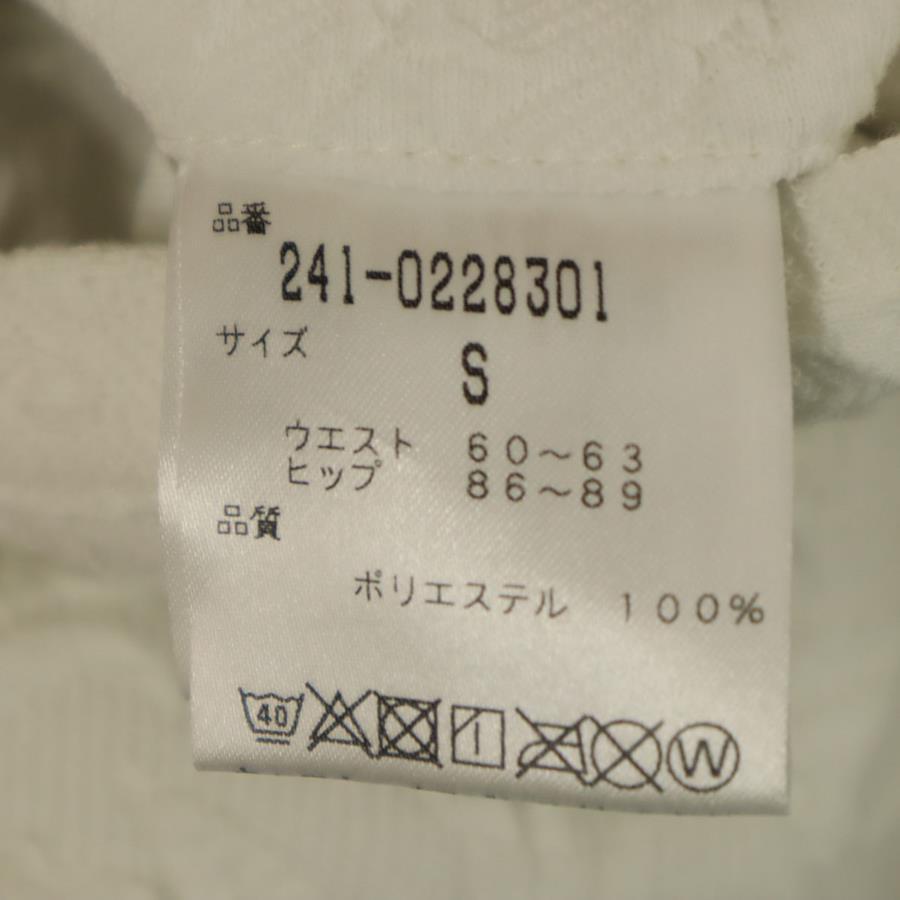 品番
241-0228301
サイズ
S
ウエスト 60~63
ヒップ 86~89
品質
ポリエステル 100%
40
W